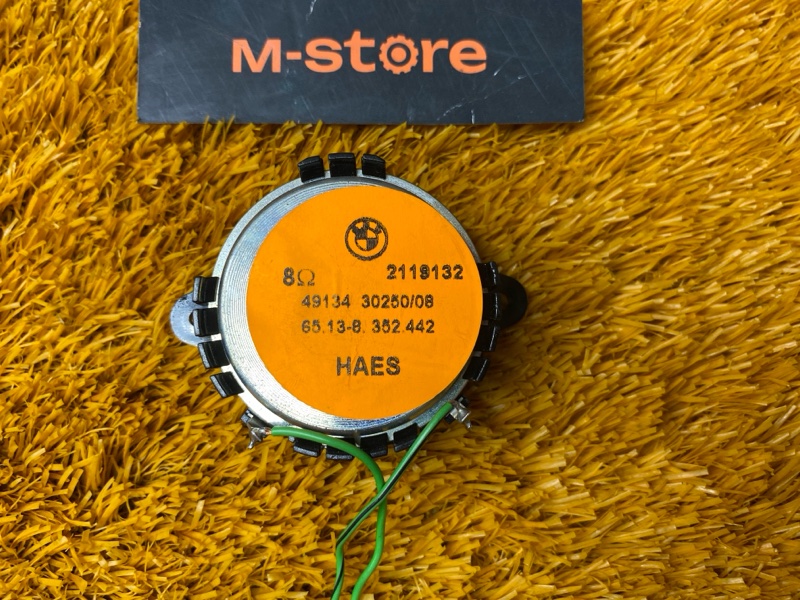 M-store
8Ω 2119132
49134 30250/08
65.13-8. 352.442
HAES